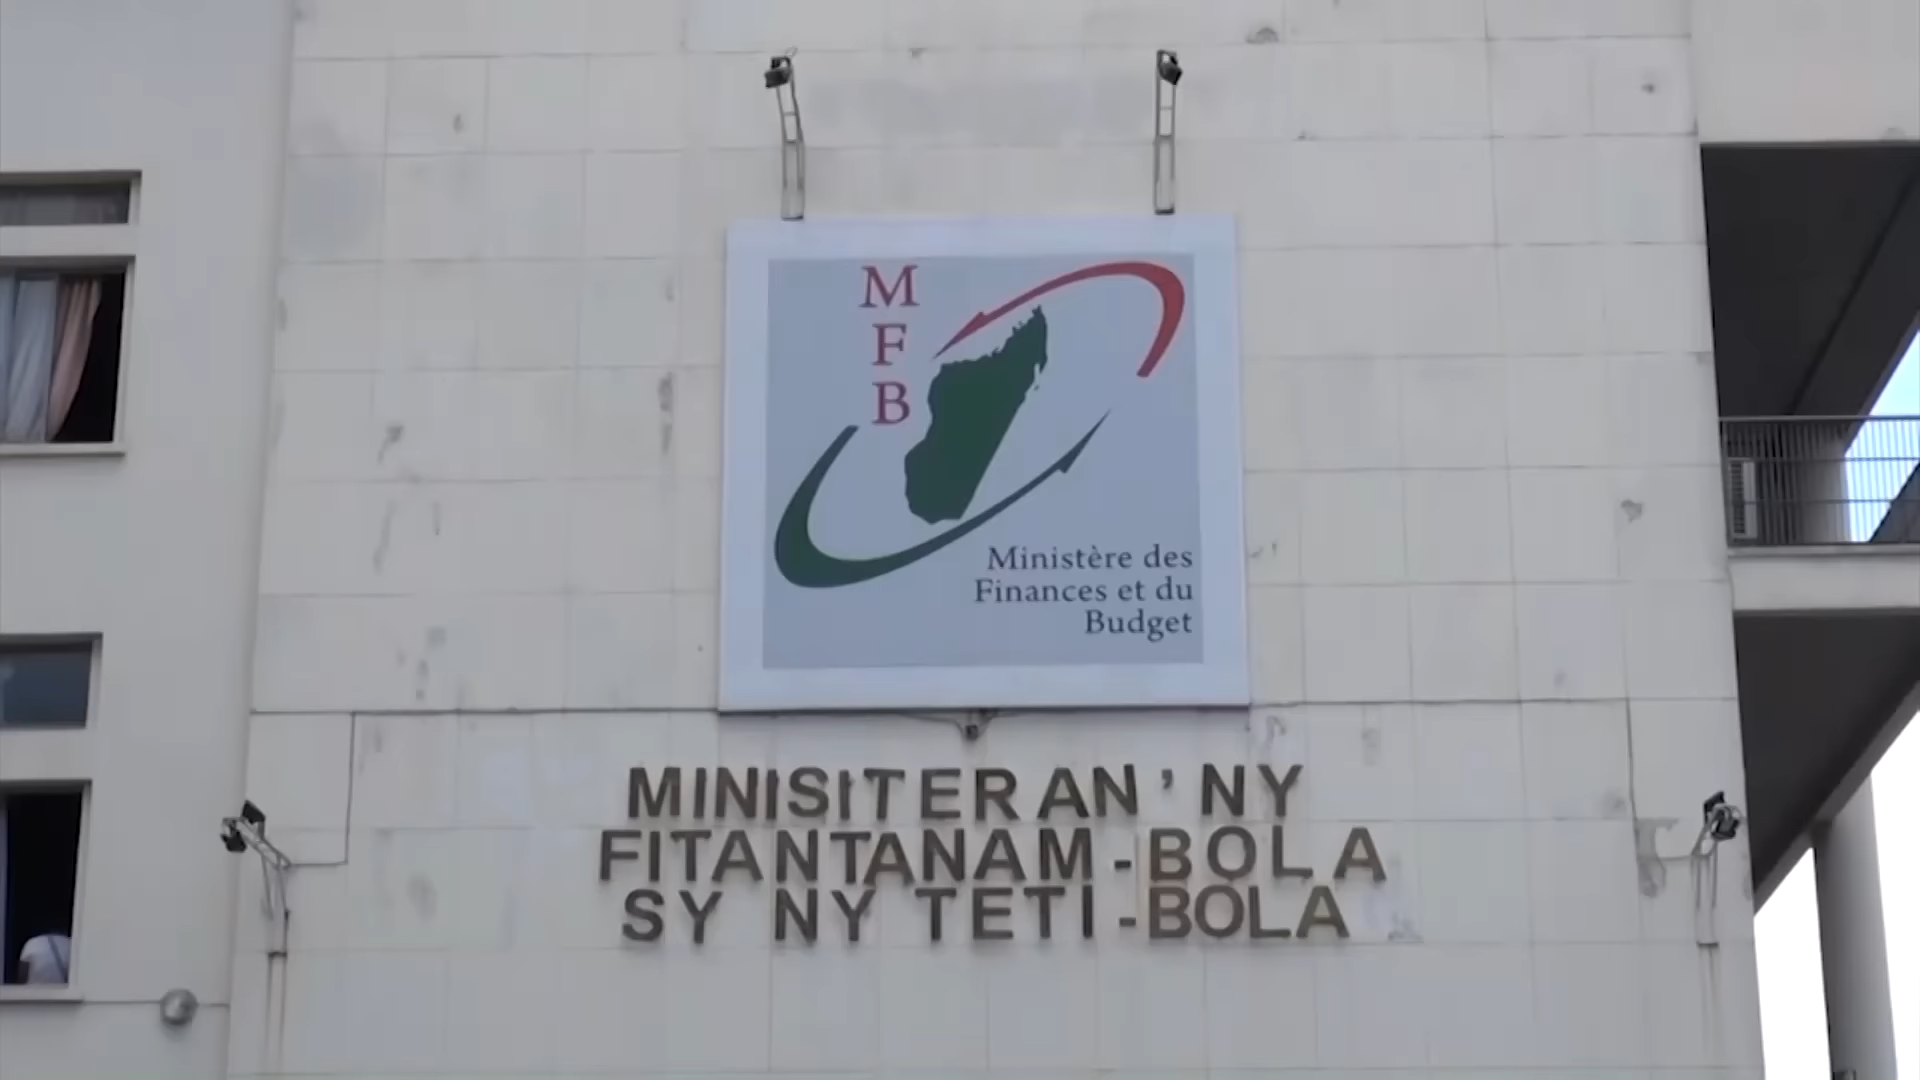 M
F
B
Ministère des
Finances et du
Budget
MINISITERAN'NY
FITANTANAM-BOLA
SY NY TETI-BOLA